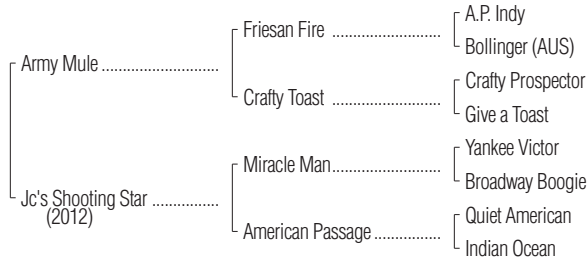 A.P. Indy
Friesan Fire ........................
Bollinger (AUS)
Army Mule ..........................
Crafty Prospector
Crafty Toast ........................
Give a Toast
Yankee Victor
Miracle Man........................
Broadway Boogie
Jc's Shooting Star ...............
(2012)
Quiet American
American Passage ...............
Indian Ocean